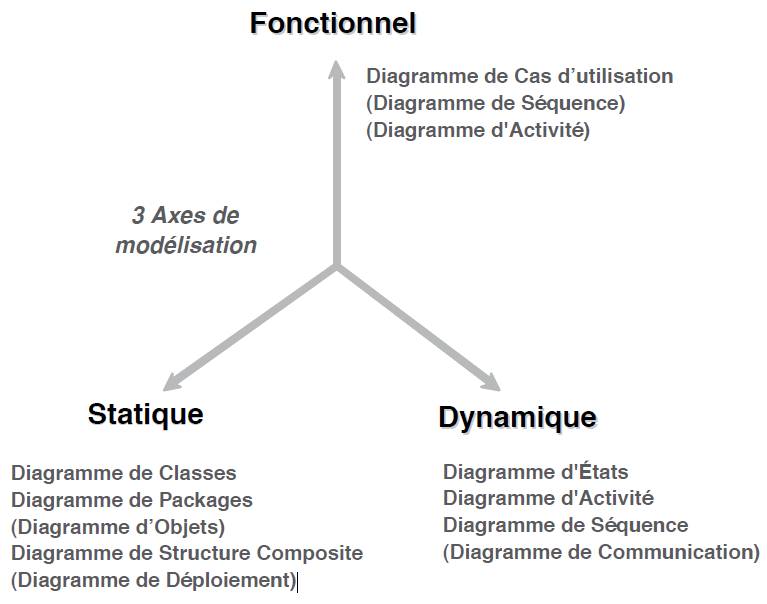 Fonctionnel
Diagramme de Cas d’utilisation
(Diagramme de Séquence)
(Diagramme d'Activité)
3 Axes de
modélisation
Statique
Diagramme de Classes
Diagramme de Packages
(Diagramme d’Objets)
Diagramme de Structure Composite
(Diagramme de Déploiement)
Dynamique
Diagramme d'États
Diagramme d'Activité
Diagramme de Séquence
(Diagramme de Communication)